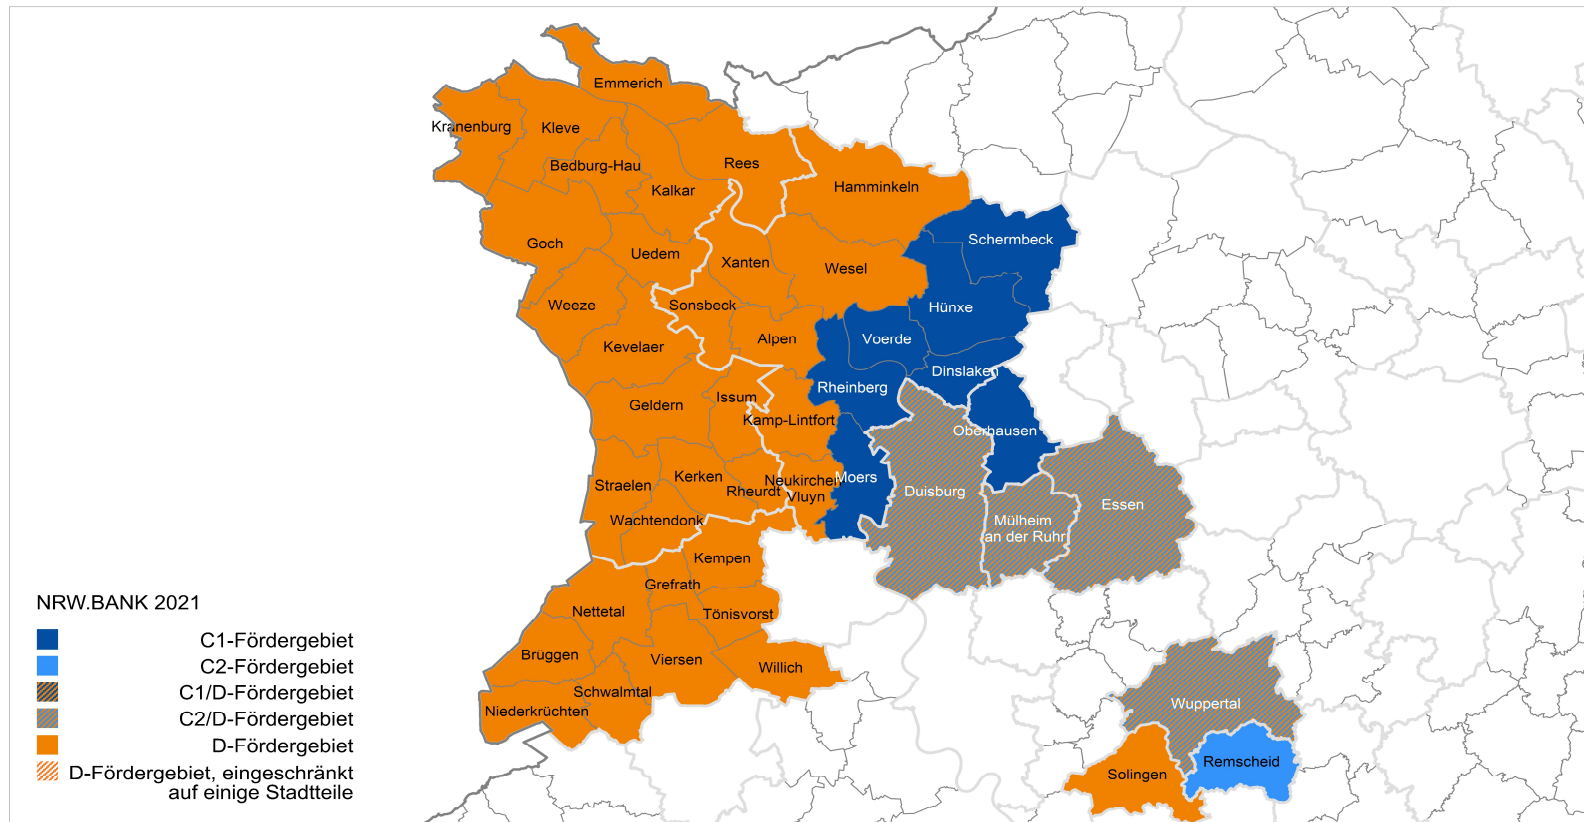 Emmerich
Kranenburg
Kleve
Bedburg-Hau
Rees
Kalkar
Hamminkeln
Goch
Uedem
Xanten
Wesel
Schermbeck
Weeze
Sonsbeck
Hünxe
Kevelaer
Alpen
Voerde
Dinslaken
Rheinberg
Geldern
Issum
Kamp-Lintfort
Oberhausen
Straelen
Kerken
Rheurdt
Neukirchen
Vluyn
Moers
Duisburg
Essen
Wachtendonk
Mülheim
an der Ruhr
Kempen
Grefrath
Nettetal
Tönisvorst
Brüggen
Viersen
Willich
Schwalmtal
Niederkrüchten
Wuppertal
Solingen
Remscheid
NRW.BANK 2021
C1-Fördergebiet
C2-Fördergebiet
C1/D-Fördergebiet
C2/D-Fördergebiet
D-Fördergebiet
D-Fördergebiet, eingeschränkt
auf einige Stadtteile